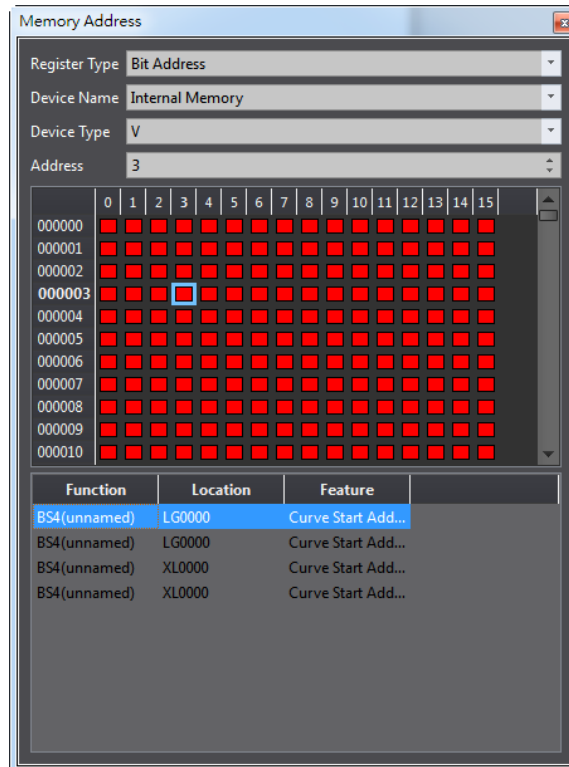 Memory Address
Register Type Bit Address
Device Name Internal Memory
Device Type V
Address 3
0 1 2 3 4 5 6 7 8 9 10 11 12 13 14 15
000000
000001
000002
000003
000004
000005
000006
000007
000008
000009
000010
Function Location Feature
BS4(unnamed) LG0000 Curve Start Add...
BS4(unnamed) LG0000 Curve Start Add...
BS4(unnamed) XL0000 Curve Start Add...
BS4(unnamed) XL0000 Curve Start Add...